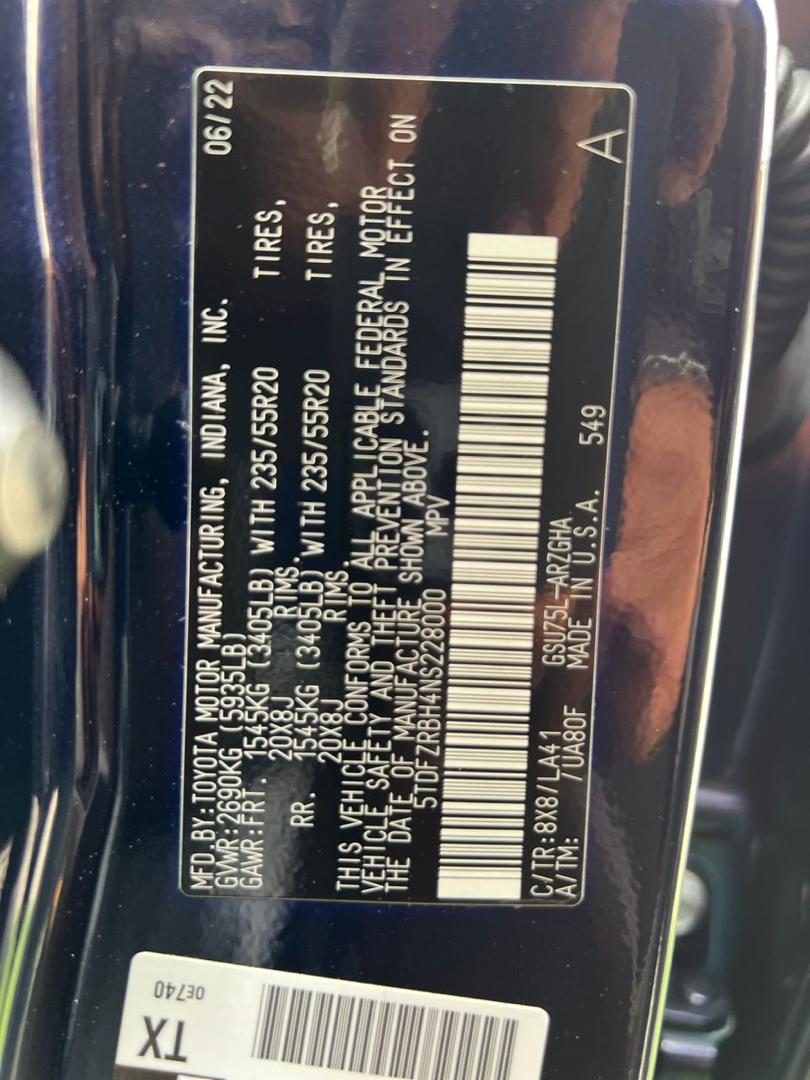 MFD.BY:TOYOTA MOTOR MANUFACTURING, INDIANA, INC. 06/22
GVWR:2690KG (5935LB)
GAWR:FRT. 1545KG (3405LB) WITH 235/55R20 TIRES,
20X8J RIMS.
RR. 1545KG (3405LB) WITH 235/55R20 TIRES,
20X8J RIMS.
THIS VEHICLE CONFORMS TO ALL APPLICABLE FEDERAL MOTOR
VEHICLE SAFETY AND THEFT PREVENTION STANDARDS IN EFFECT ON
THE DATE OF MANUFACTURE SHOWN ABOVE.
5TDFZRBH4NS228000 MPV
C/TR:8X8/LA41 GSU75L-ARZGHA
A/TM: /UA80F MADE IN U.S.A. 549
A
0E740
TX